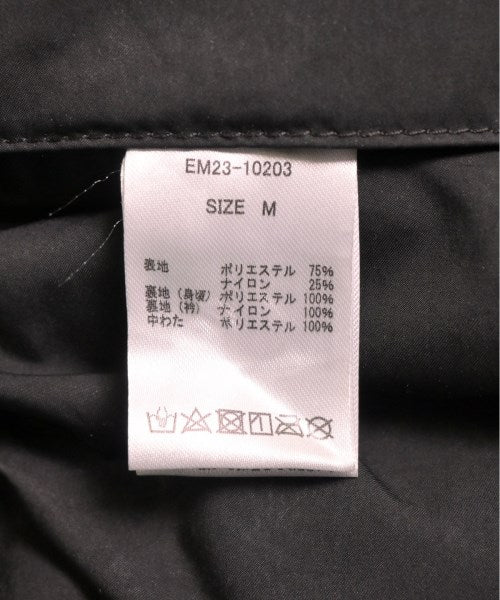 EM23-10203
SIZE M
表地 ポリエステル 75%
ナイロン 25%
裏地(身頃) ポリエステル 100%
裏地(衿) ナイロン 100%
中わた ポリエステル 100%